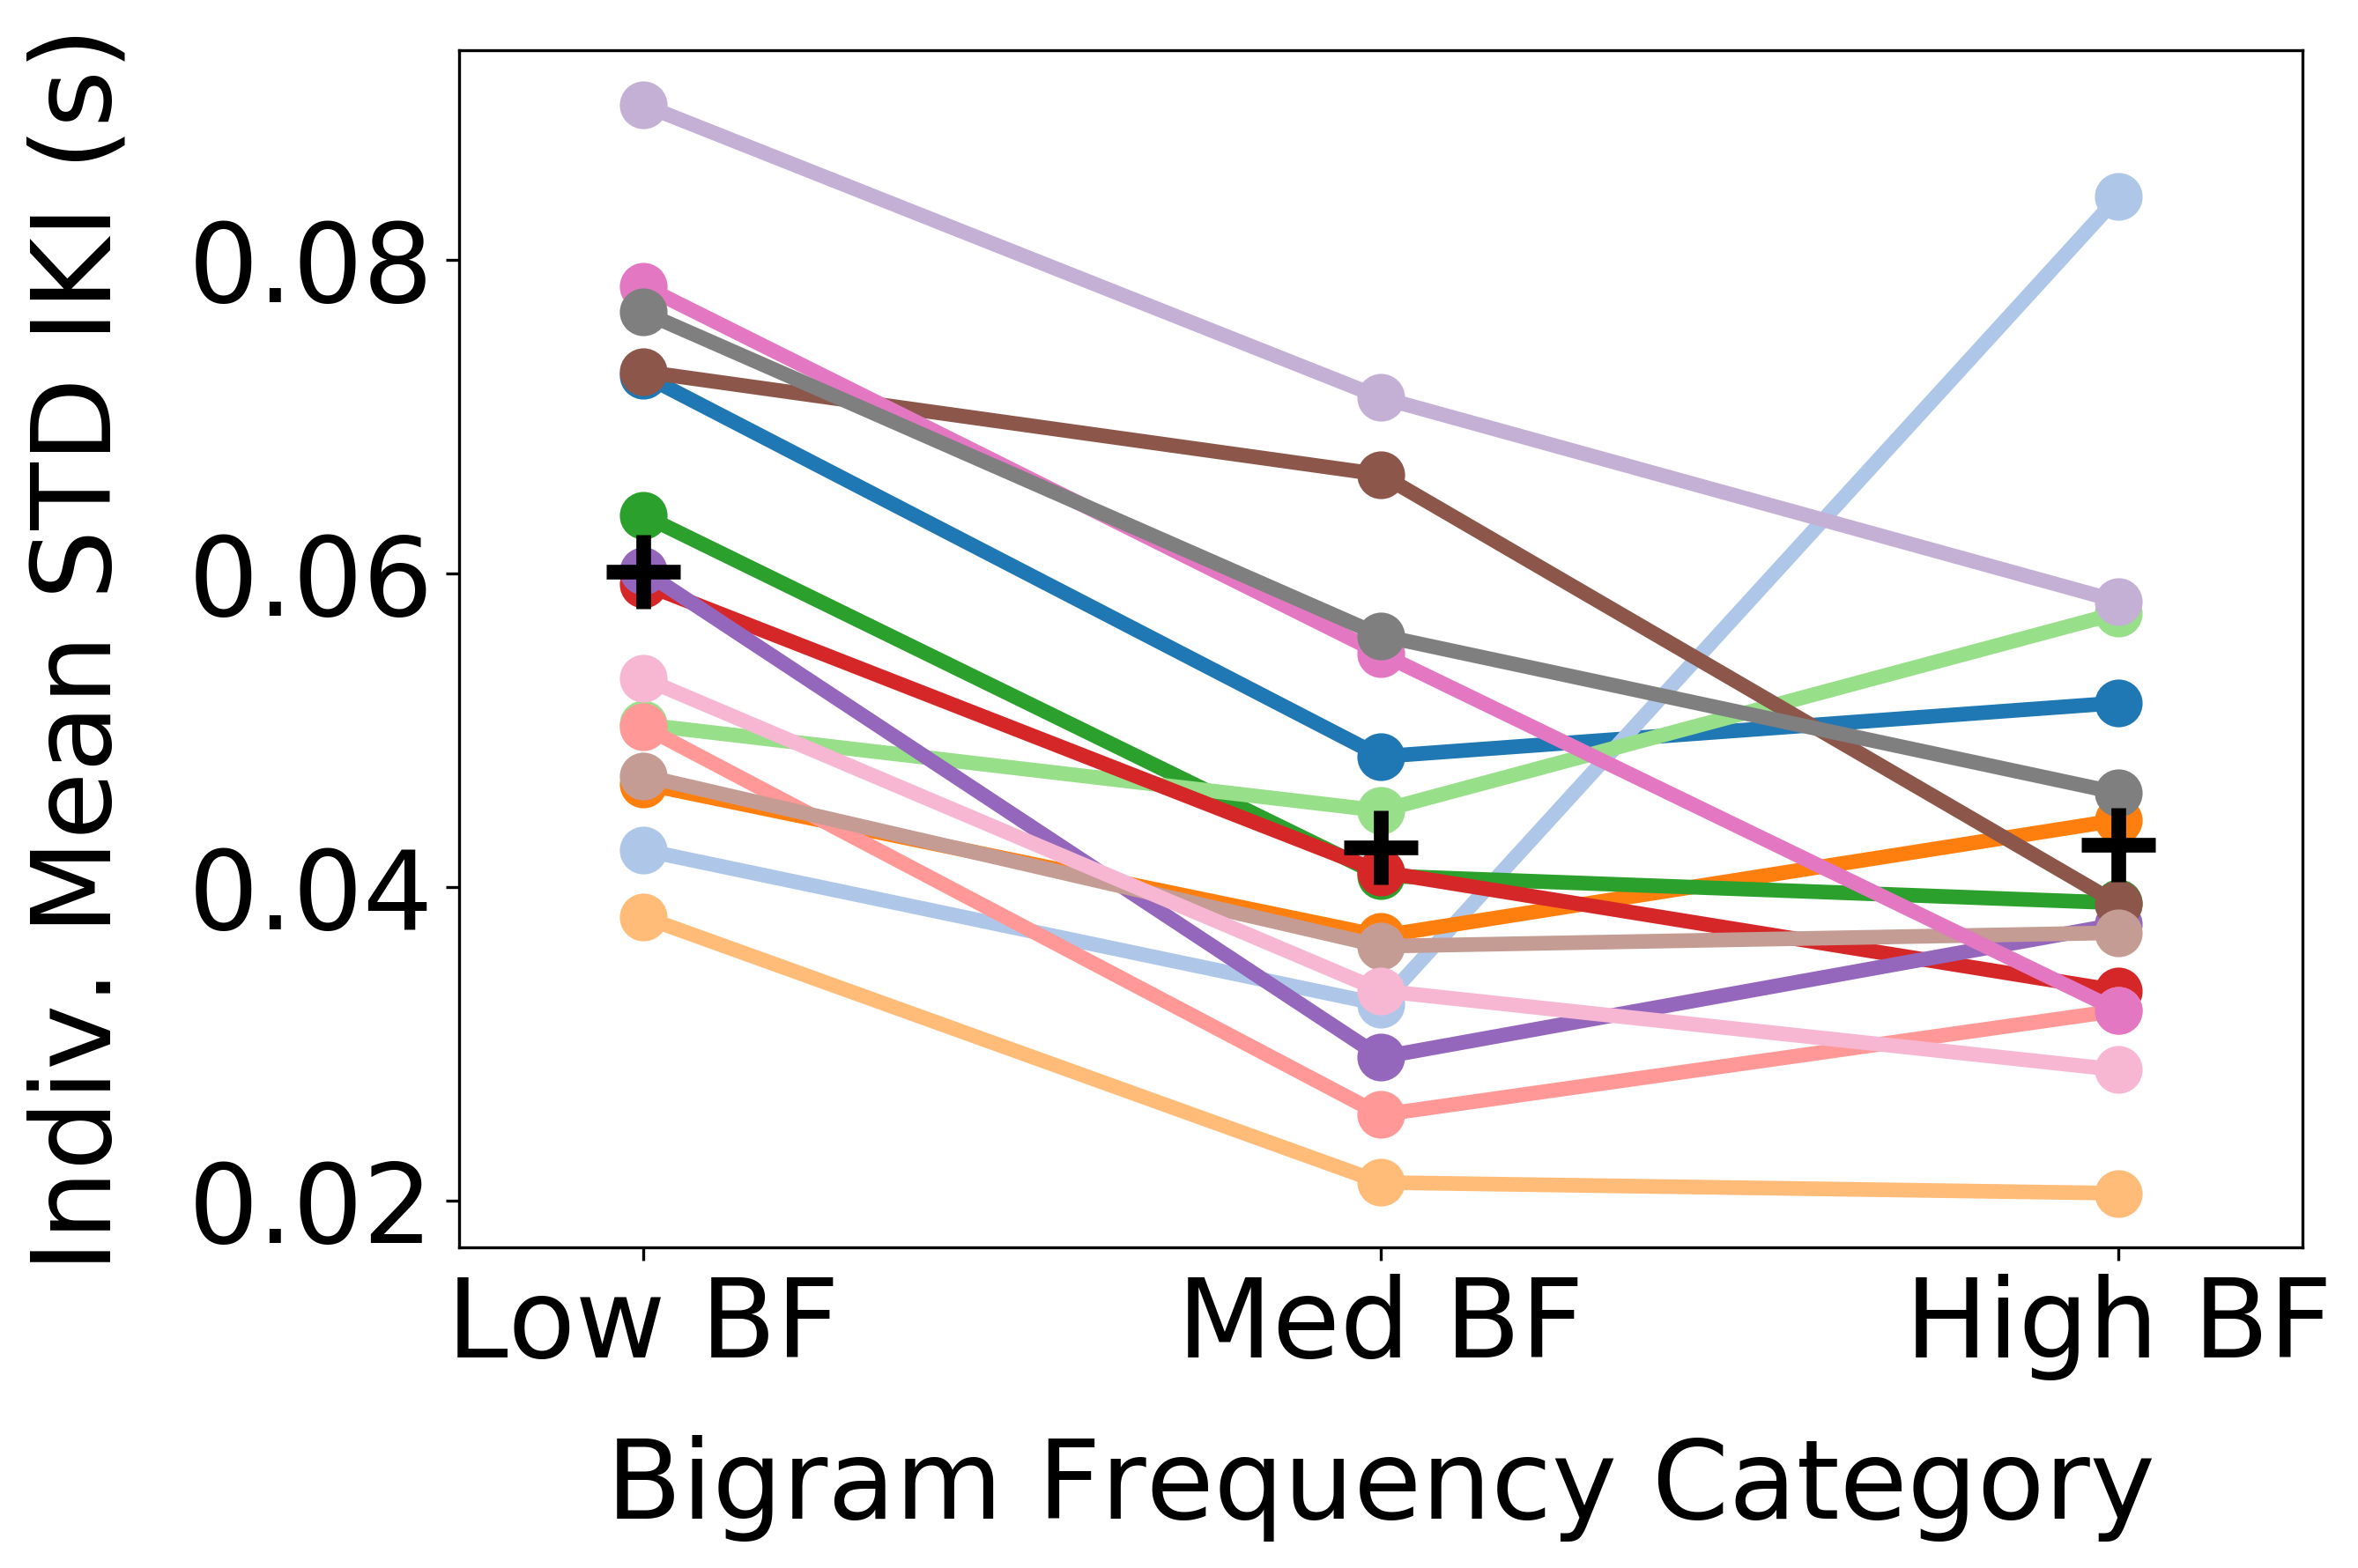 Indiv. Mean STD IKI (s)
0.08
0.06
0.04
0.02
Low BF
Med BF
High BF
Bigram Frequency Category